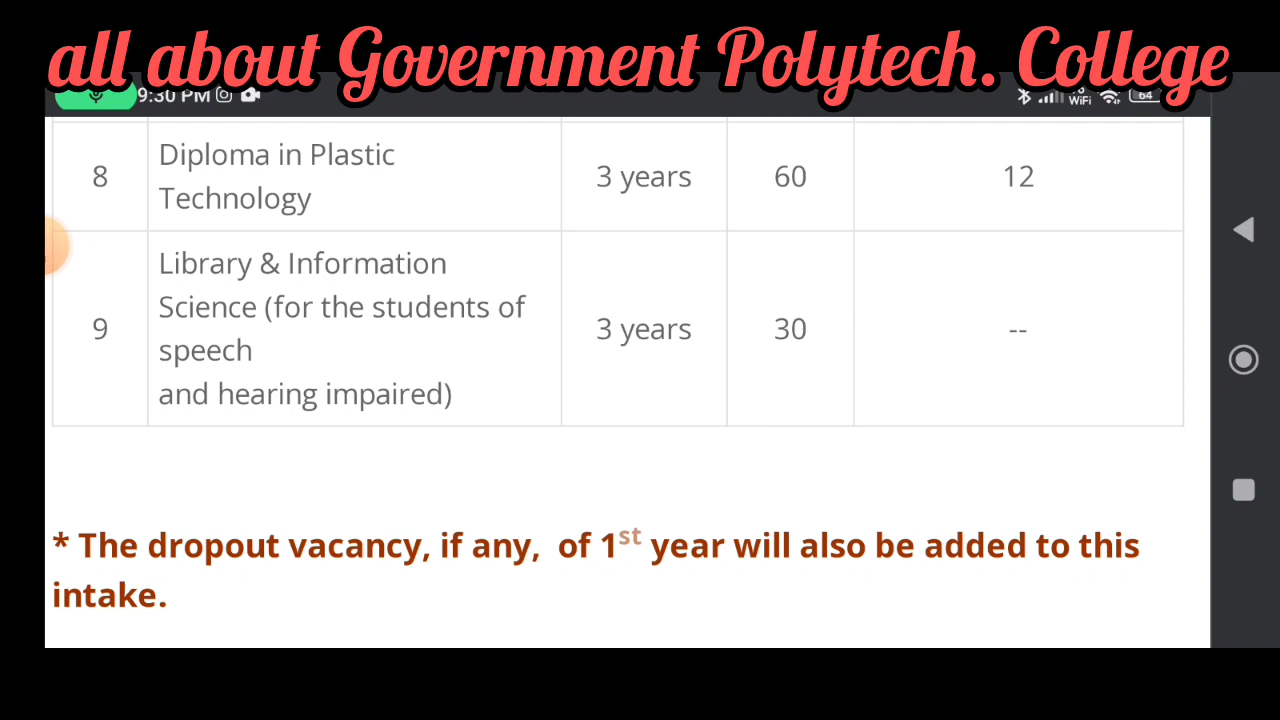 all about Government Polytech. College
9:30 PM
WiFi
64
8
Diploma in Plastic
Technology
3 years
60
12
9
Library & Information
Science (for the students of
speech
and hearing impaired)
3 years
30
--
* The dropout vacancy, if any, of 1st year will also be added to this
intake.